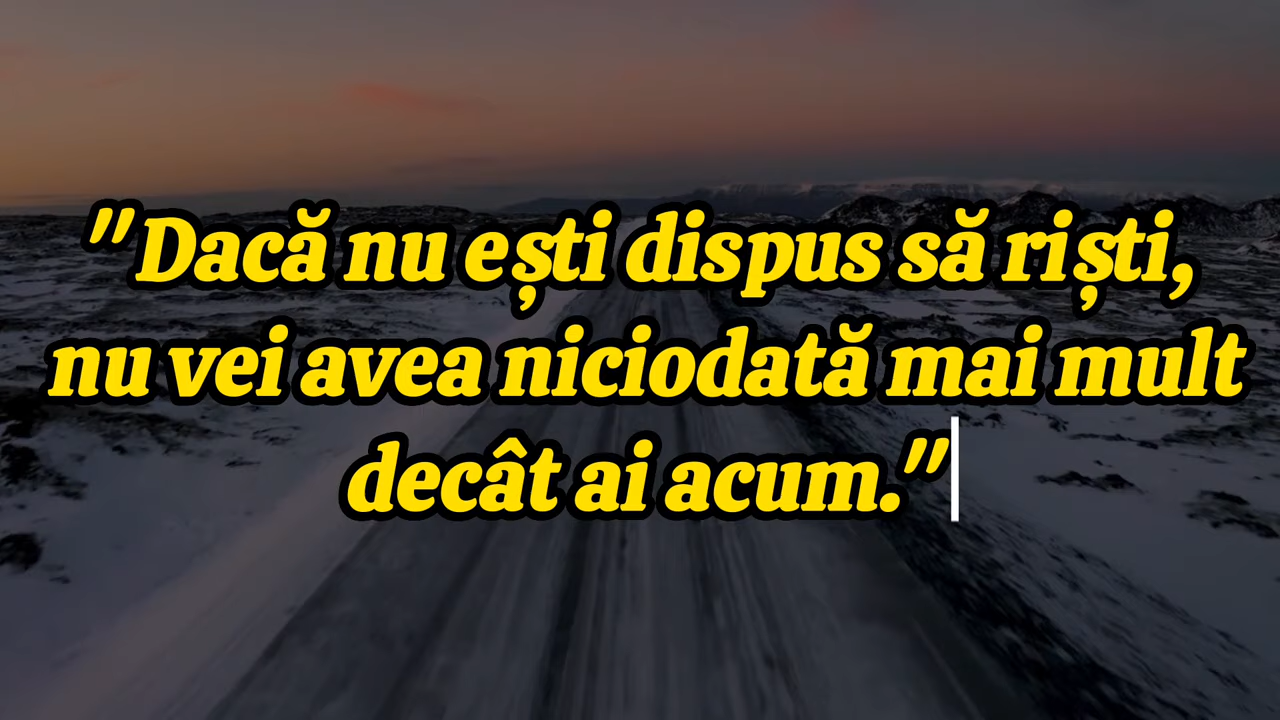 "Dacă nu ești dispus să riști,
nu vei avea niciodată mai mult
decât ai acum."